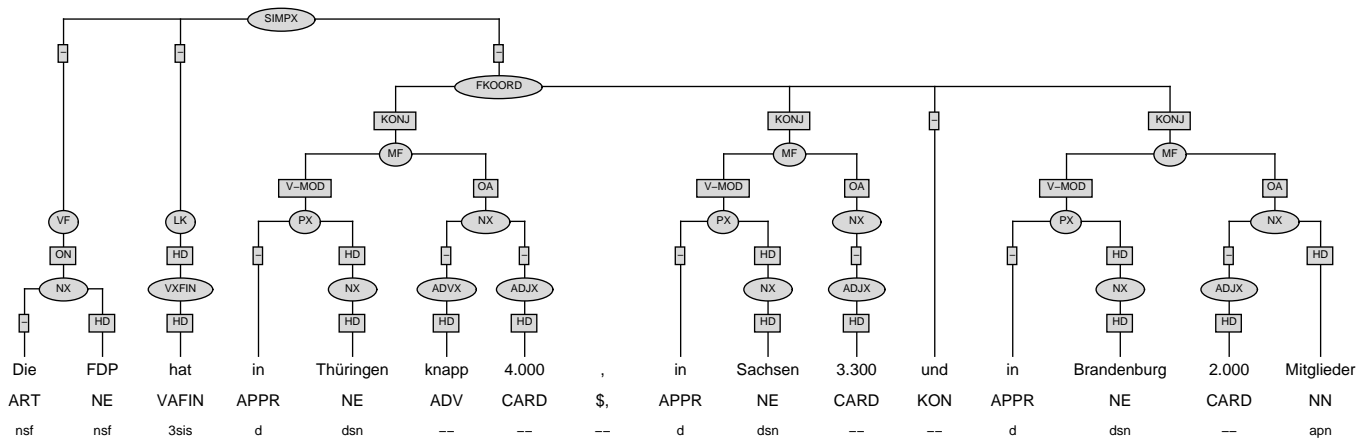 SIMPX
– – –
FKOORD
KONJ KONJ – KONJ
MF MF MF
V–MOD OA V–MOD OA V–MOD OA
VF LK PX NX PX NX PX NX
ON HD – HD – – – HD – – HD – HD
NX VXFIN NX ADVX ADJX NX ADJX NX ADJX
– HD HD HD HD HD HD HD HD HD
Die FDP hat in Thüringen knapp 4.000 , in Sachsen 3.300 und in Brandenburg 2.000 Mitglieder
ART NE VAFIN APPR NE ADV CARD $, APPR NE CARD KON APPR NE CARD NN
nsf nsf 3sis d dsn –– –– –– d dsn –– –– d dsn –– apn